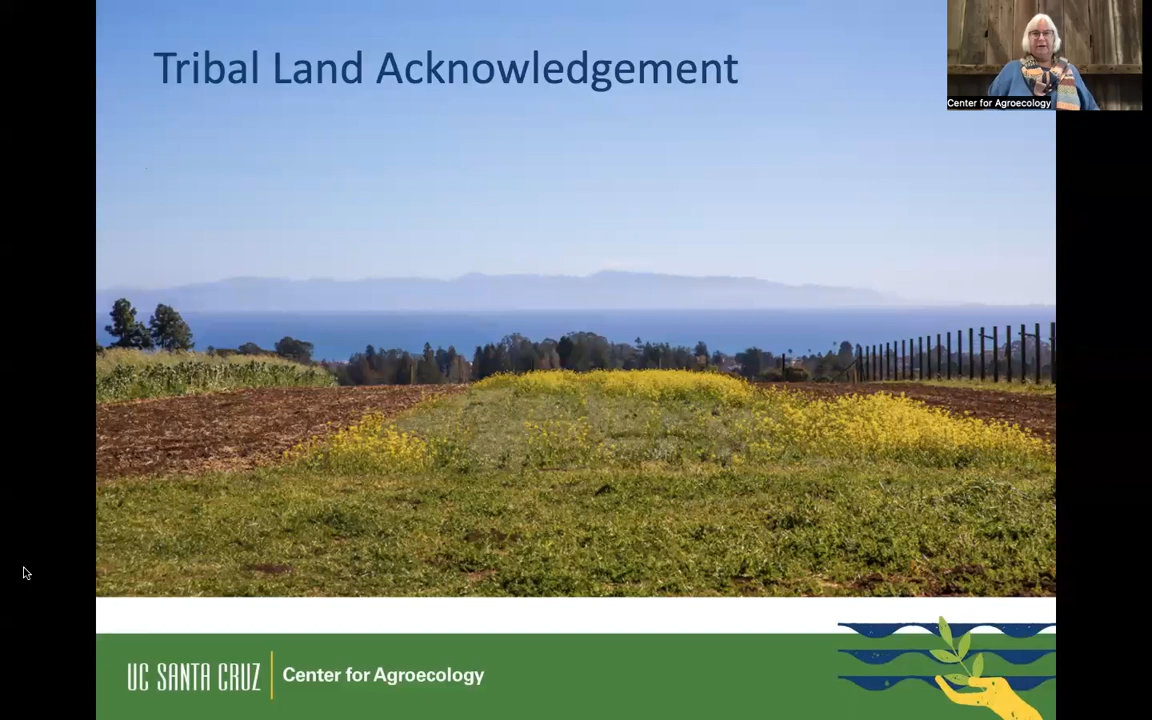 Tribal Land Acknowledgement
Center for Agroecology
UC SANTA CRUZ
Center for Agroecology